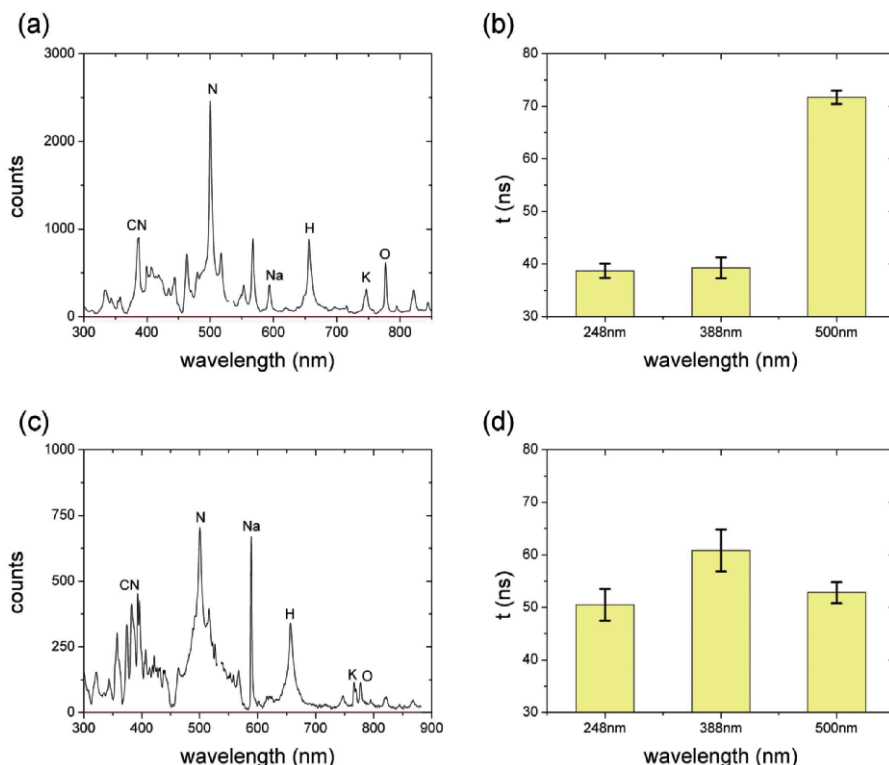 (a)
3000
2000
1000
0
counts
CN
N
Na
H
K
O
300 400 500 600 700 800
wavelength (nm)
(b)
80
70
60
50
40
30
t (ns)
248nm 388nm 500nm
wavelength (nm)
(c)
1000
750
500
250
0
counts
CN
N
Na
H
K
O
300 400 500 600 700 800 900
wavelength (nm)
(d)
80
70
60
50
40
30
t (ns)
248nm 388nm 500nm
wavelength (nm)